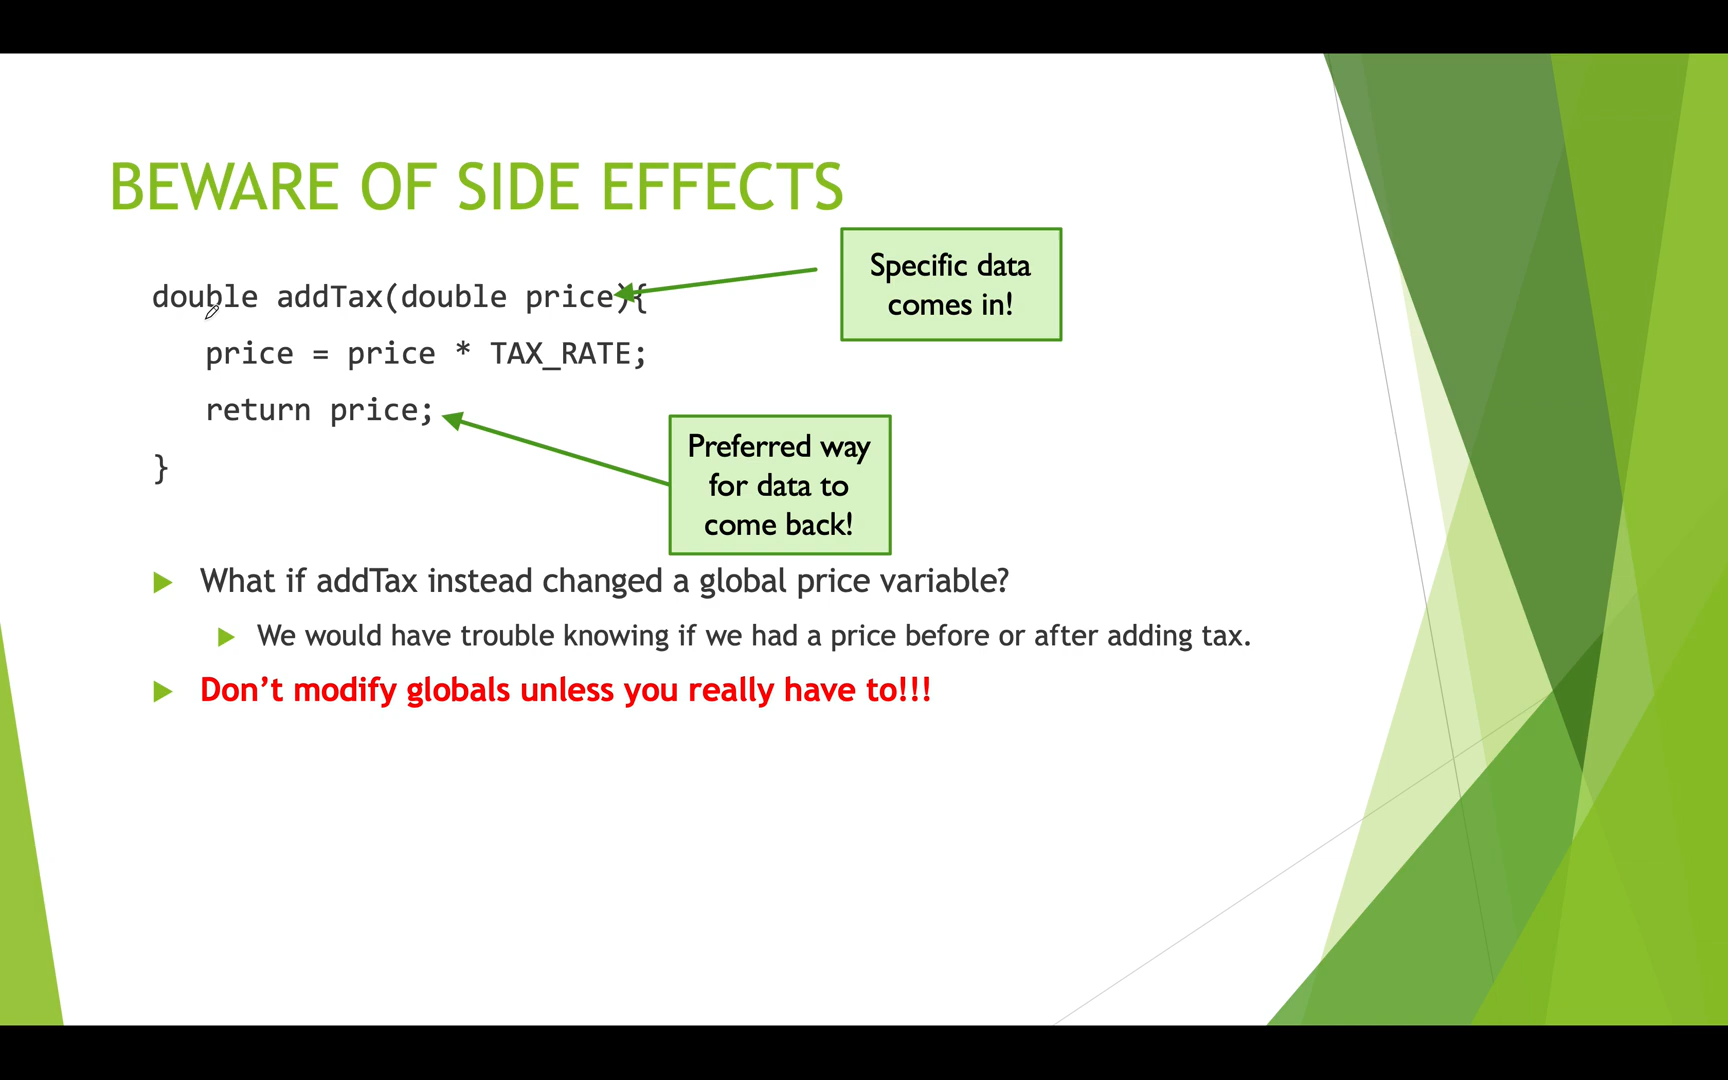 BEWARE OF SIDE EFFECTS
Specific data
comes in!
double addTax(double price){
price = price * TAX_RATE;
return price;
}
Preferred way
for data to
come back!
What if addTax instead changed a global price variable?
We would have trouble knowing if we had a price before or after adding tax.
Don’t modify globals unless you really have to!!!